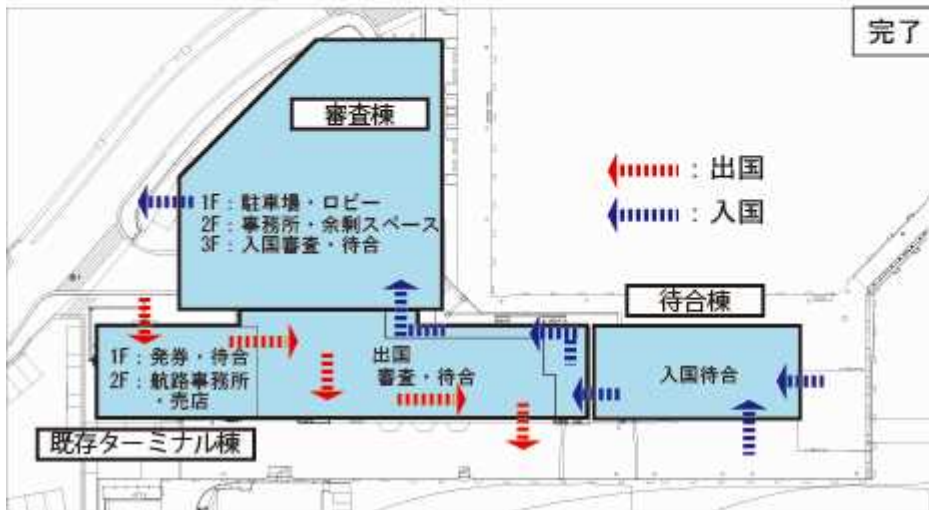 完了
審査棟
：出国
：入国
1F：駐車場・ロビー
2F：事務所・余剰スペース
3F：入国審査・待合
待合棟
1F：発券・待合
2F：航路事務所
・売店
出国
審査・待合
入国待合
既存ターミナル棟